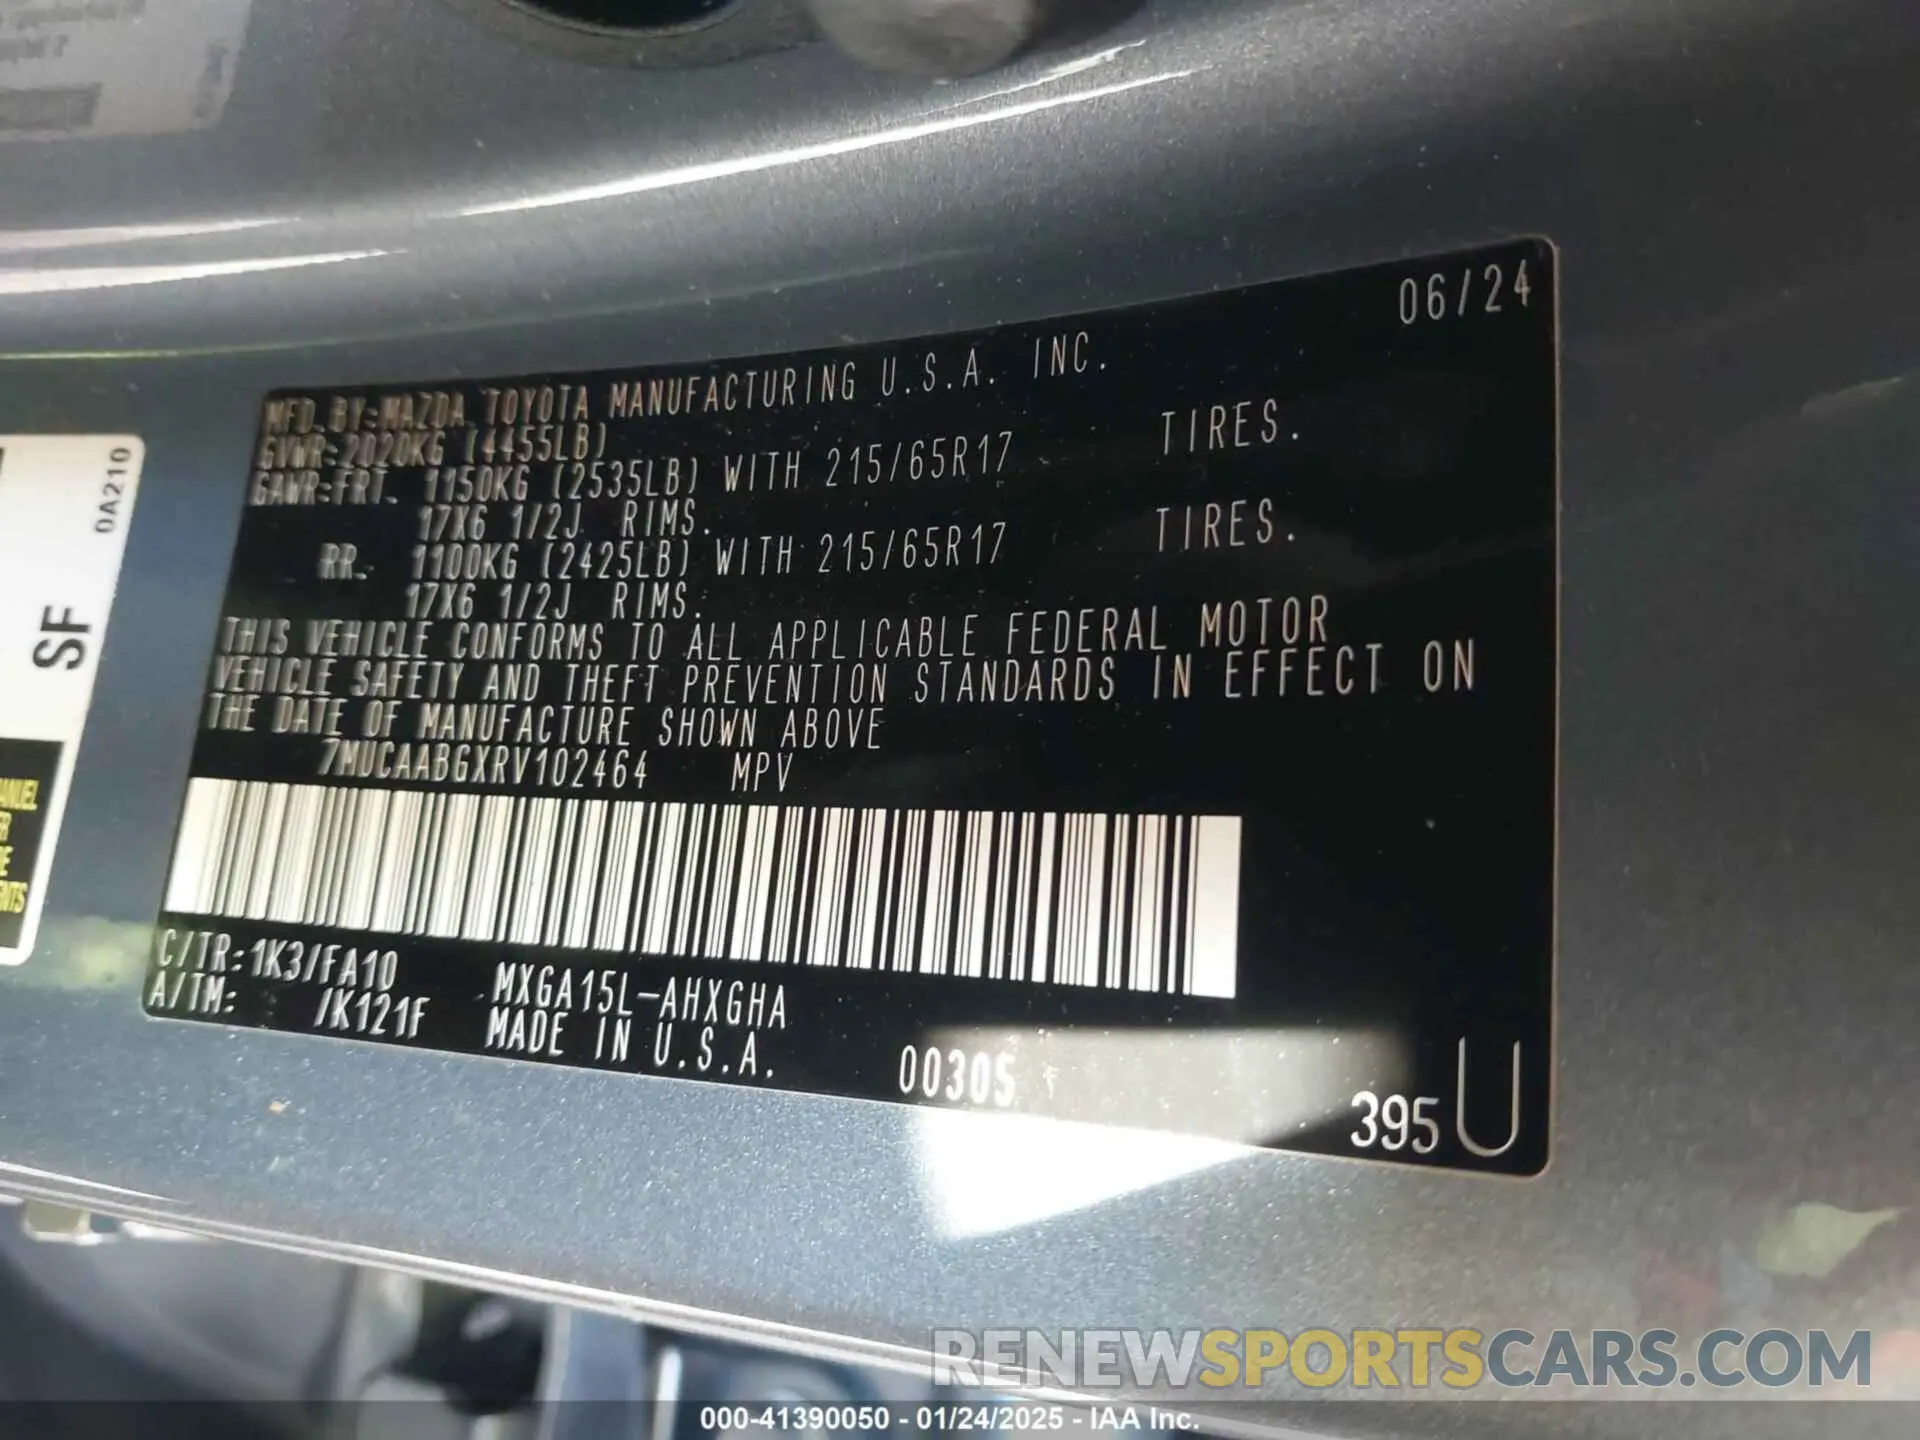 06/24
MFD. BY:MAZDA TOYOTA MANUFACTURING U.S.A. INC.
GVWR:2020KG (4455LB)
GAWR:FRT. 1150KG (2535LB) WITH 215/65R17 TIRES.
17X6 1/2J RIMS.
RR. 1100KG (2425LB) WITH 215/65R17 TIRES.
17X6 1/2J RIMS.
THIS VEHICLE CONFORMS TO ALL APPLICABLE FEDERAL MOTOR
VEHICLE SAFETY AND THEFT PREVENTION STANDARDS IN EFFECT ON
THE DATE OF MANUFACTURE SHOWN ABOVE
7MUCAABGXRV102464 MPV
C/TR:1K3/FA10 MXGA15L-AHXGHA
A/TM: /K121F MADE IN U.S.A.
00305
395U
0A210
SF
RENEWSPORTSCARS.COM
000-41390050 - 01/24/2025 - IAA Inc.